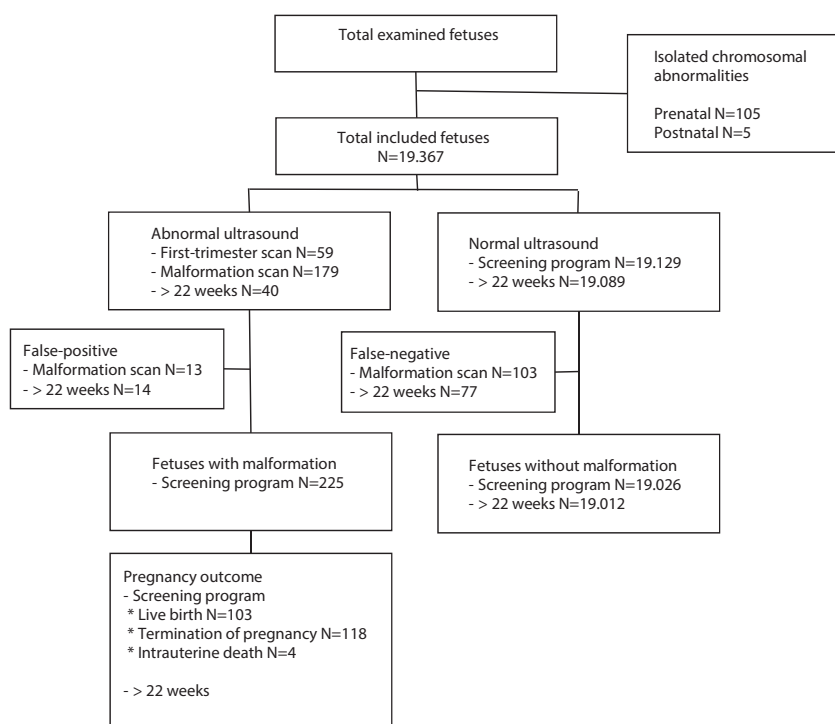 Total examined fetuses
Isolated chromosomal
abnormalities
Prenatal N=105
Postnatal N=5
Total included fetuses
N=19.367
Abnormal ultrasound
- First-trimester scan N=59
- Malformation scan N=179
- > 22 weeks N=40
Normal ultrasound
- Screening program N=19.129
- > 22 weeks N=19.089
False-positive
- Malformation scan N=13
- > 22 weeks N=14
False-negative
- Malformation scan N=103
- > 22 weeks N=77
Fetuses with malformation
- Screening program N=225
Fetuses without malformation
- Screening program N=19.026
- > 22 weeks N=19.012
Pregnancy outcome
- Screening program
* Live birth N=103
* Termination of pregnancy N=118
* Intrauterine death N=4
- > 22 weeks